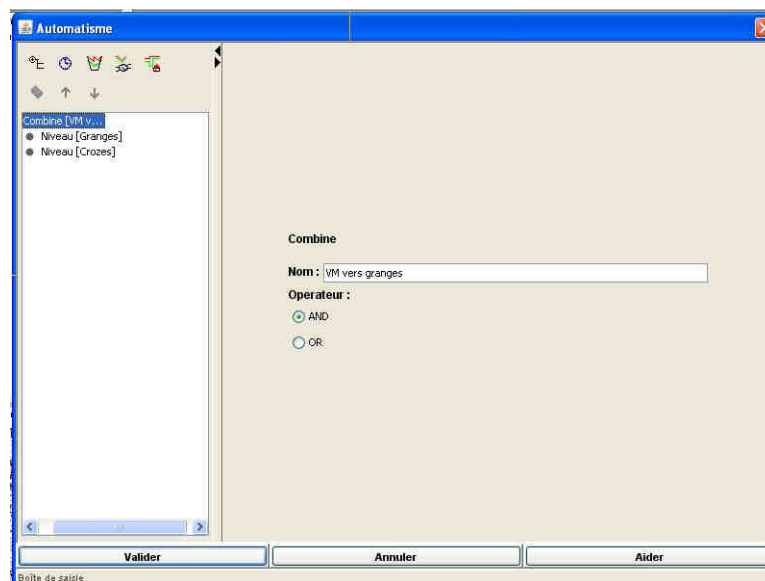 Automatisme
Combine [VM v...
Niveau [Granges]
Niveau [Crozes]
Combine
Nom : VM vers granges
Operateur :
AND
OR
Valider Annuler Aider
Boîte de saisie